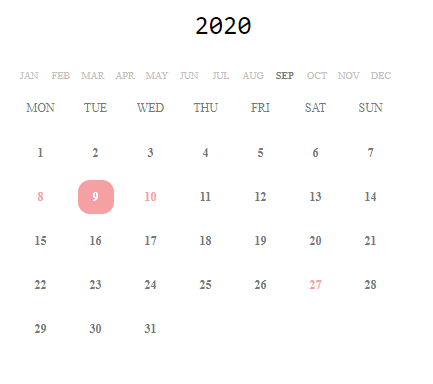 2020
JAN FEB MAR APR MAY JUN JUL AUG SEP OCT NOV DEC
MON TUE WED THU FRI SAT SUN
1 2 3 4 5 6 7
8 9 10 11 12 13 14
15 16 17 18 19 20 21
22 23 24 25 26 27 28
29 30 31